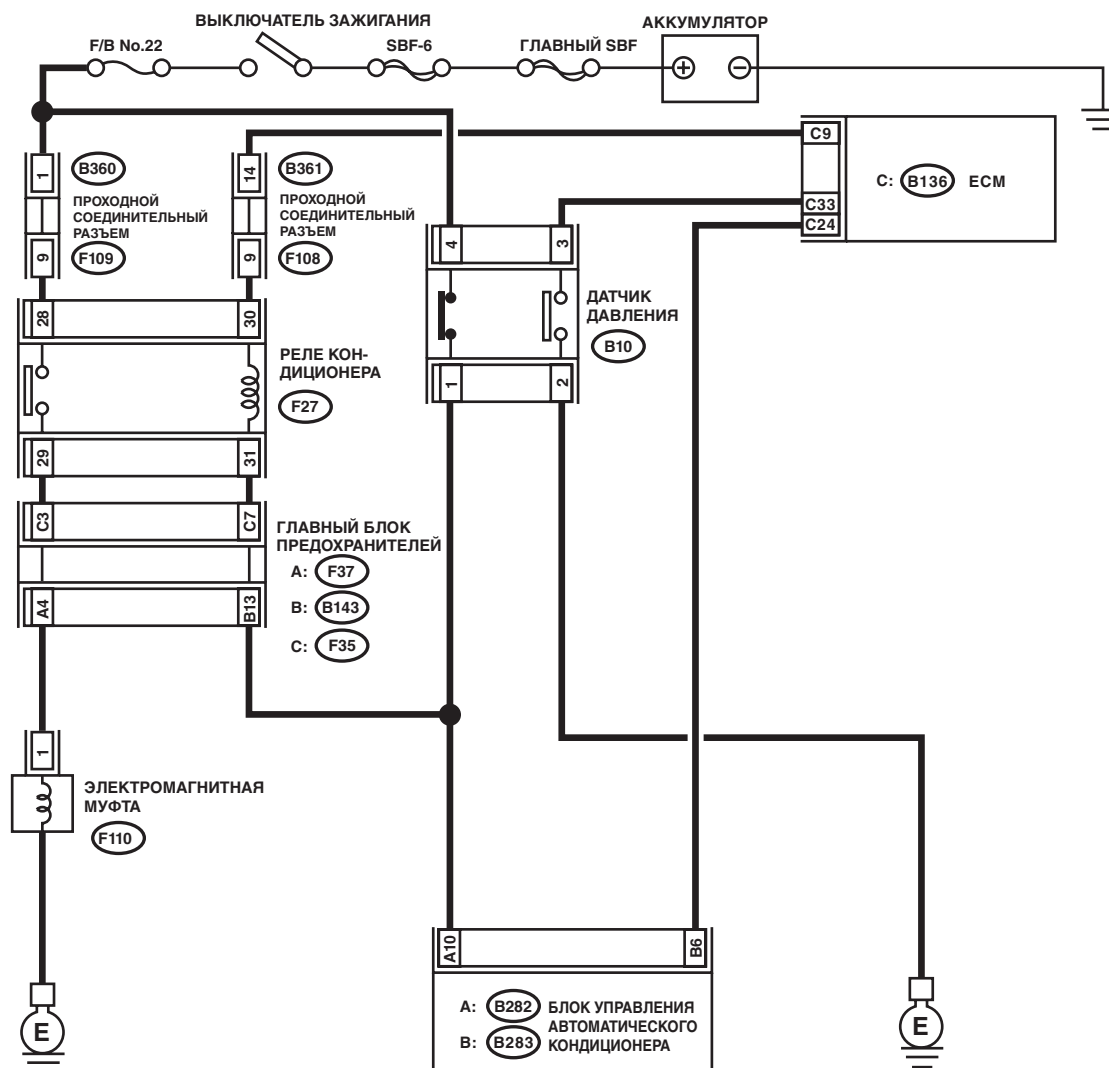 ВЫКЛЮЧАТЕЛЬ ЗАЖИГАНИЯ
АККУМУЛЯТОР
F/B No.22
SBF-6
ГЛАВНЫЙ SBF
C9
C: B136 ECM
C33
C24
1
B360
ПРОХОДНОЙ
СОЕДИНИТЕЛЬНЫЙ
РАЗЪЕМ
9
F109
14
B361
ПРОХОДНОЙ
СОЕДИНИТЕЛЬНЫЙ
РАЗЪЕМ
9
F108
4
3
ДАТЧИК
ДАВЛЕНИЯ
B10
1
2
28
30
РЕЛЕ КОН-
ДИЦИОНЕРА
F27
29
31
C3
C7
ГЛАВНЫЙ БЛОК
ПРЕДОХРАНИТЕЛЕЙ
A: F37
B: B143
C: F35
A4
B13
1
ЭЛЕКТРОМАГНИТНАЯ
МУФТА
F110
A10
B6
A: B282
B: B283
БЛОК УПРАВЛЕНИЯ
АВТОМАТИЧЕСКОГО
КОНДИЦИОНЕРА
E
E